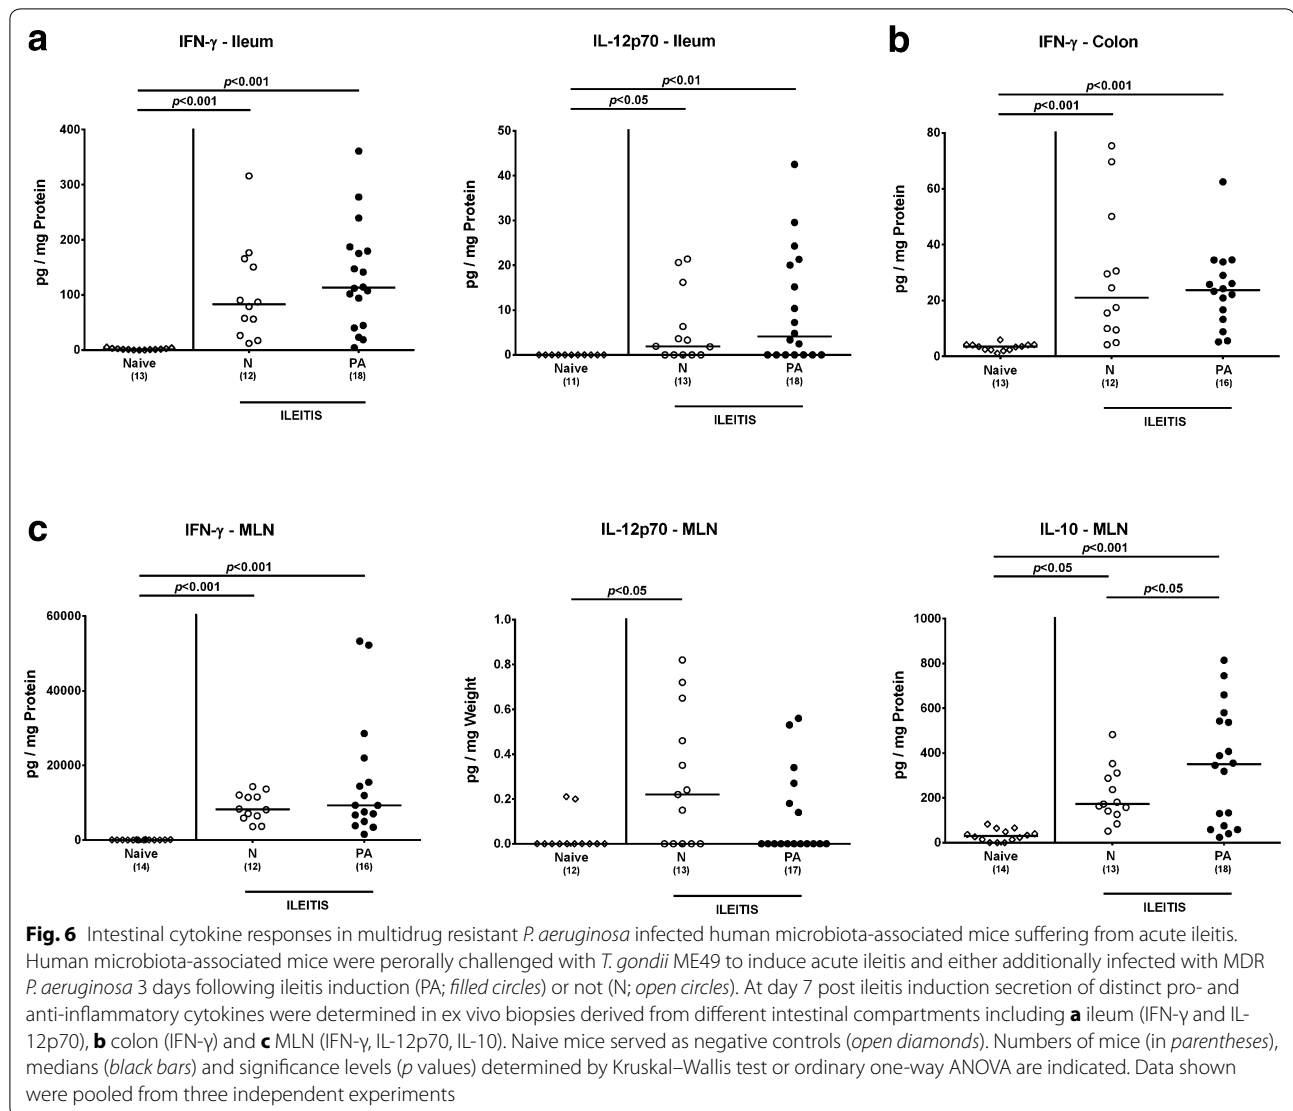 a
IFN-γ - Ileum
p<0.001
p<0.001
pg / mg Protein
400
300
200
100
0
Naive
(13)
N
(12)
PA
(18)
ILEITIS
IL-12p70 - Ileum
p<0.01
p<0.05
pg / mg Protein
50
40
30
20
10
0
Naive
(11)
N
(13)
PA
(18)
ILEITIS
b
IFN-γ - Colon
p<0.001
p<0.001
pg / mg Protein
80
60
40
20
0
Naive
(13)
N
(12)
PA
(16)
ILEITIS
c
IFN-γ - MLN
p<0.001
p<0.001
pg / mg Protein
60000
40000
20000
0
Naive
(14)
N
(12)
PA
(16)
ILEITIS
IL-12p70 - MLN
p<0.05
pg / mg Weight
1.0
0.8
0.6
0.4
0.2
0.0
Naive
(12)
N
(13)
PA
(17)
ILEITIS
IL-10 - MLN
p<0.001
p<0.05
p<0.05
pg / mg Protein
1000
800
600
400
200
0
Naive
(14)
N
(13)
PA
(18)
ILEITIS
Fig. 6 Intestinal cytokine responses in multidrug resistant P. aeruginosa infected human microbiota-associated mice suffering from acute ileitis.
Human microbiota-associated mice were perorally challenged with T. gondii ME49 to induce acute ileitis and either additionally infected with MDR
P. aeruginosa 3 days following ileitis induction (PA; filled circles) or not (N; open circles). At day 7 post ileitis induction secretion of distinct pro- and
anti-inflammatory cytokines were determined in ex vivo biopsies derived from different intestinal compartments including a ileum (IFN-γ and IL-
12p70), b colon (IFN-γ) and c MLN (IFN-γ, IL-12p70, IL-10). Naive mice served as negative controls (open diamonds). Numbers of mice (in parentheses),
medians (black bars) and significance levels (p values) determined by Kruskal–Wallis test or ordinary one-way ANOVA are indicated. Data shown
were pooled from three independent experiments